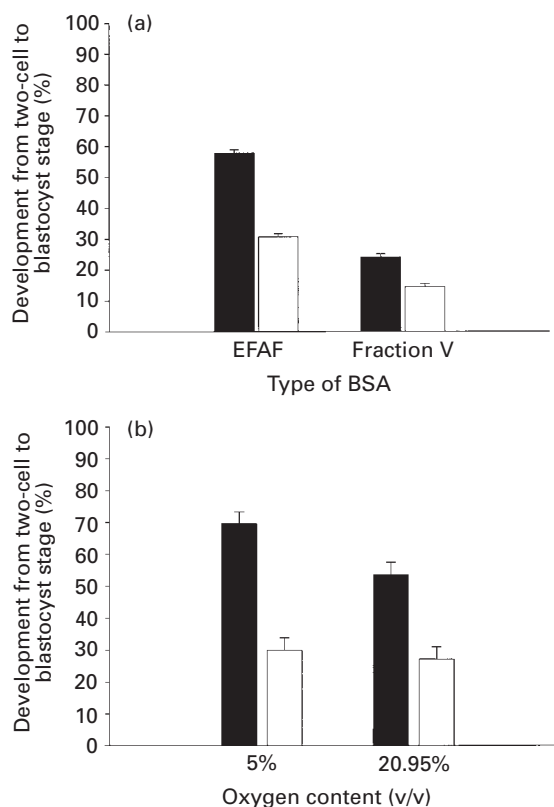 (a)
Development from two-cell to
blastocyst stage (%)
100
90
80
70
60
50
40
30
20
10
0
EFAF Fraction V
Type of BSA
(b)
Development from two-cell to
blastocyst stage (%)
100
90
80
70
60
50
40
30
20
10
0
5% 20.95%
Oxygen content (v/v)